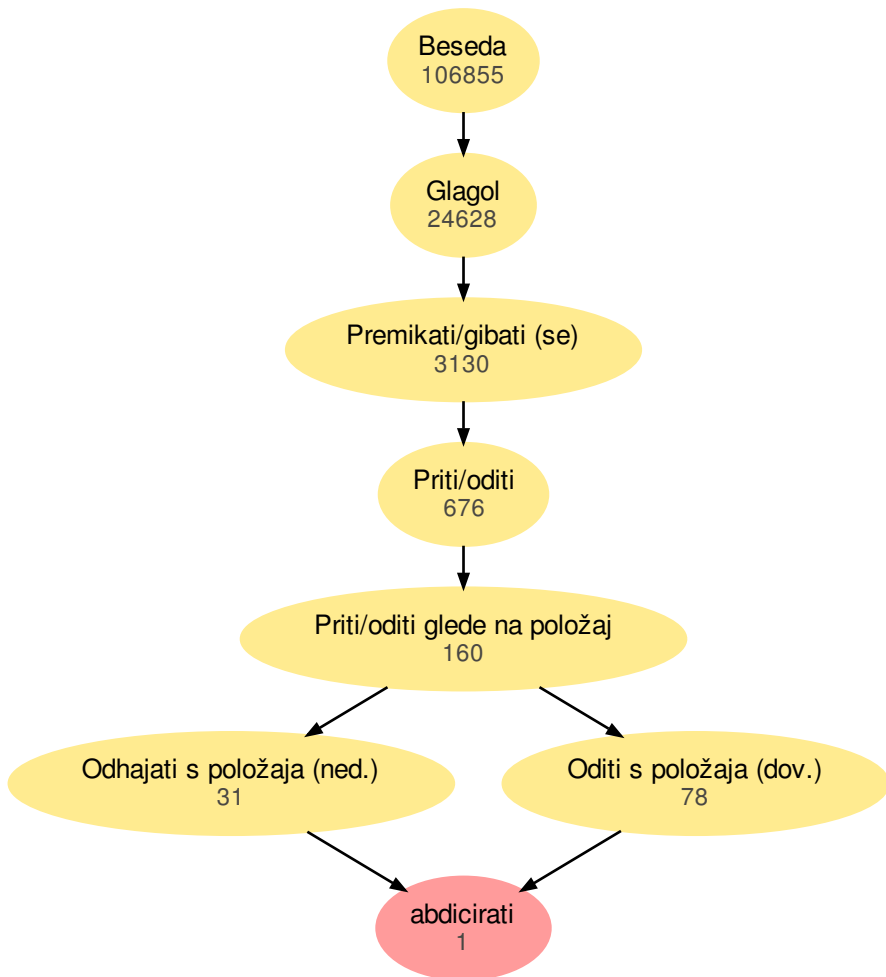 Beseda
106855
Glagol
24628
Premikati/gibati (se)
3130
Priti/oditi
676
Priti/oditi glede na položaj
160
Odhajati s položaja (ned.)
31
Oditi s položaja (dov.)
78
abdicirati
1